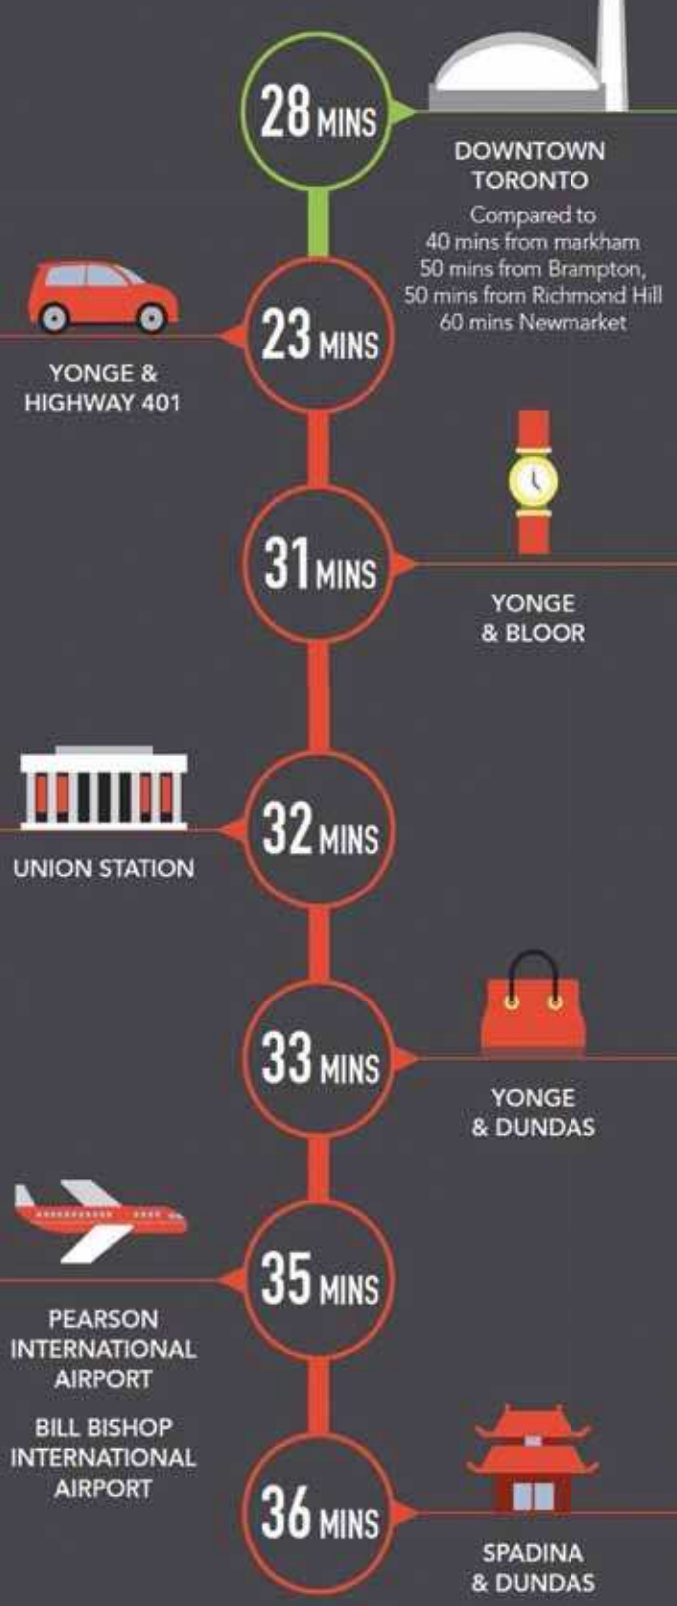 28 MINS
DOWNTOWN
TORONTO
Compared to
40 mins from markham
50 mins from Brampton,
50 mins from Richmond Hill
60 mins Newmarket
23 MINS
YONGE &
HIGHWAY 401
31 MINS
YONGE
& BLOOR
32 MINS
UNION STATION
33 MINS
YONGE
& DUNDAS
35 MINS
PEARSON
INTERNATIONAL
AIRPORT
BILL BISHOP
INTERNATIONAL
AIRPORT
36 MINS
SPADINA
& DUNDAS